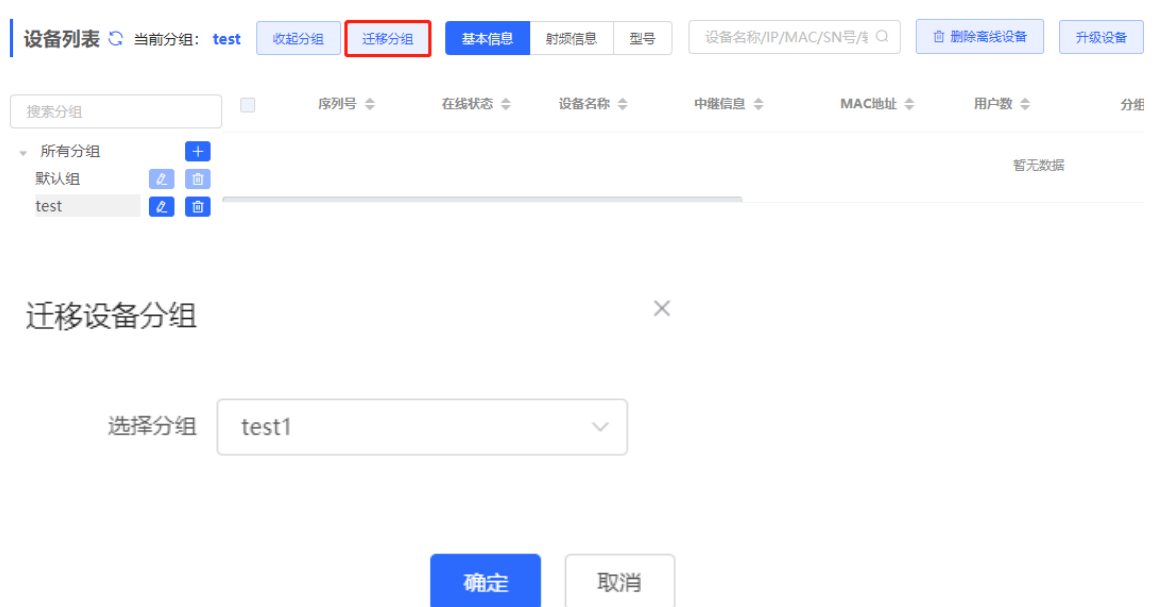 设备列表 当前分组： test 收起分组 迁移分组 基本信息 射频信息 型号 设备名称/IP/MAC/SN号/ 删除离线设备 升级设备
搜索分组 序列号 在线状态 设备名称 中继信息 MAC地址 用户数 分组
所有分组
暂无数据
默认组
test
迁移设备分组
选择分组 test1
确定 取消